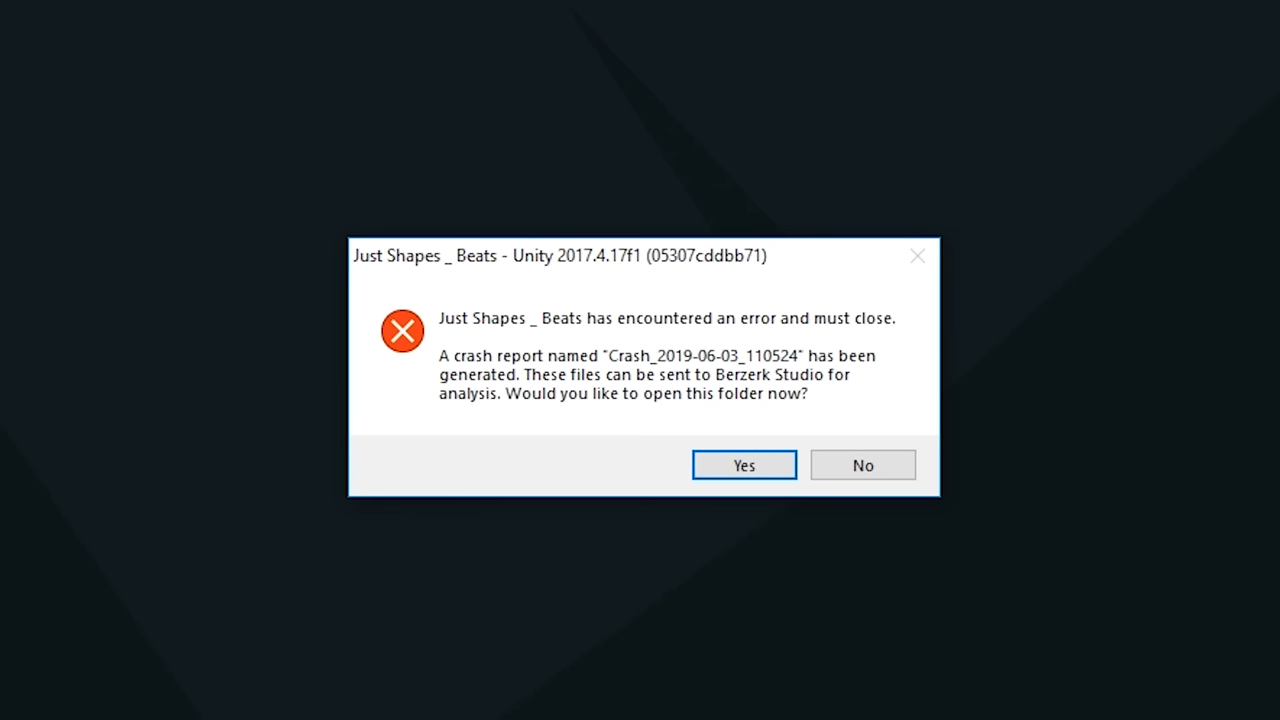 Just Shapes _ Beats - Unity 2017.4.17f1 (05307cddbb71)
Just Shapes _ Beats has encountered an error and must close.
A crash report named "Crash_2019-06-03_110524" has been
generated. These files can be sent to Berzerk Studio for
analysis. Would you like to open this folder now?
Yes
No